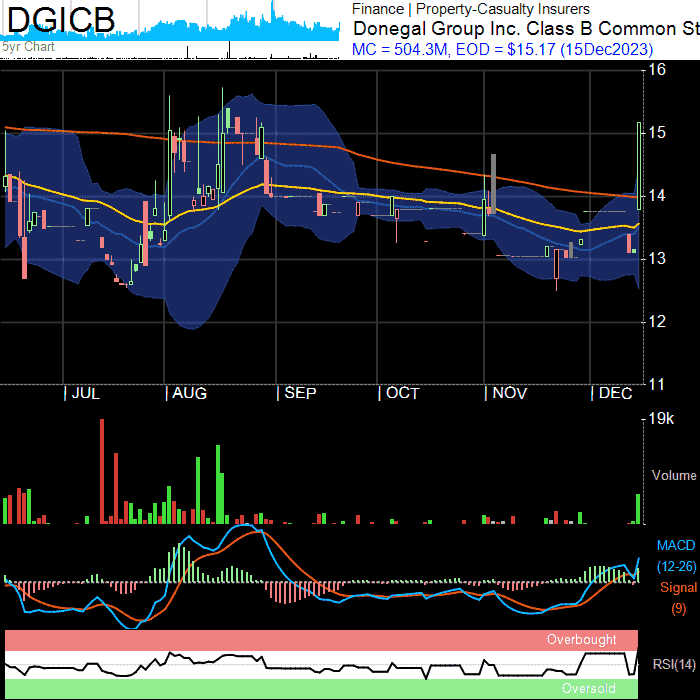 DGICB
5yr Chart
Finance | Property-Casualty Insurers
Donegal Group Inc. Class B Common St
MC = 504.3M, EOD = $15.17 (15Dec2023)
16
15
14
13
12
11
JUL
AUG
SEP
OCT
NOV
DEC
19k
Volume
MACD
(12-26)
Signal
(9)
Overbought
RSI(14)
Oversold